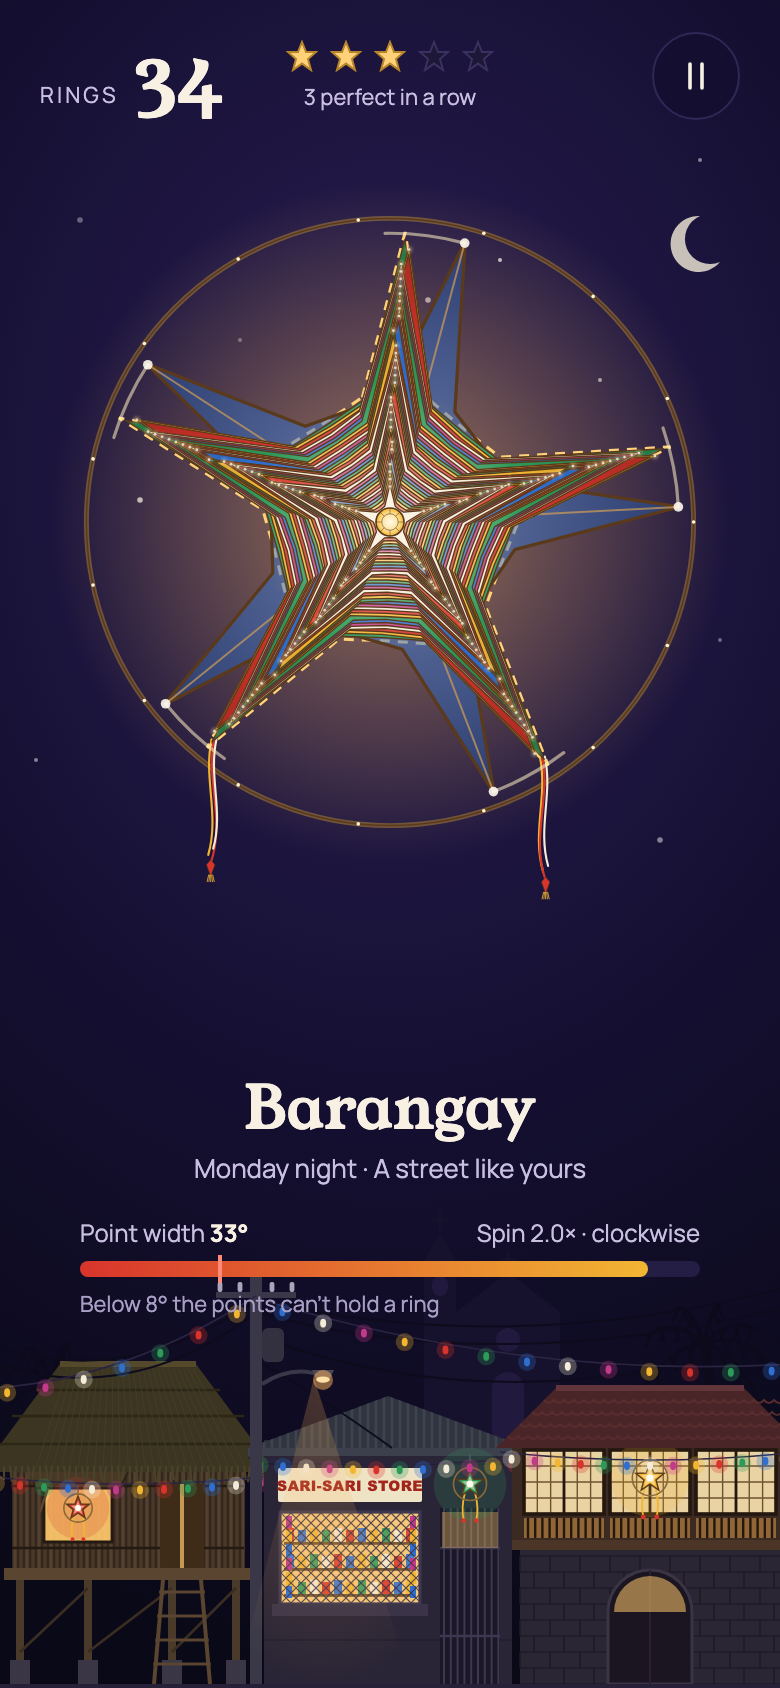 RINGS 34
3 perfect in a row
Barangay
Monday night · A street like yours
Point width 33°
Spin 2.0× · clockwise
Below 8° the points can't hold a ring
SARI-SARI STORE